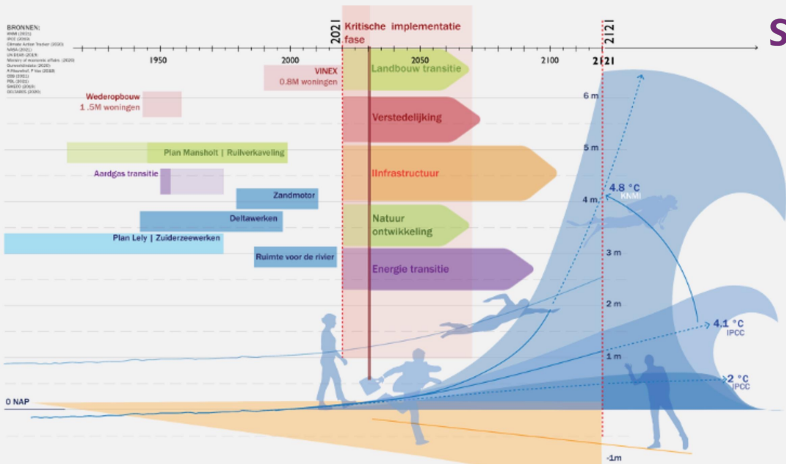 S
BRONNEN:
2021
Kritische implementatie
fase
2121
1950
2000
2050
2100
2121
VINEX
0.8M woningen
Landbouw transitie
Wederopbouw
1.5M woningen
6 m
Verstedelijking
Plan Mansholt | Ruilverkaveling
5 m
Aardgas transitie
IInfrastructuur
Zandmotor
4.8 °C
KNMI
4 m
Deltawerken
Natuur
ontwikkeling
Plan Lely | Zuiderzeewerken
3 m
Ruimte voor de rivier
Energie transitie
2 m
4.1 °C
IPCC
1 m
2 °C
IPCC
0 NAP
-1m